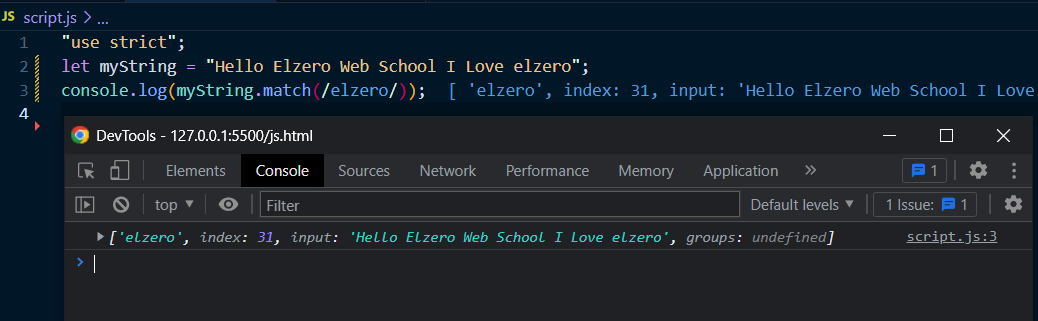 JS script.js > ...
1 "use strict";
2 let myString = "Hello Elzero Web School I Love elzero";
3 console.log(myString.match(/elzero/)); [ 'elzero', index: 31, input: 'Hello Elzero Web School I Love
4
DevTools - 127.0.0.1:5500/js.html
Elements Console Sources Network Performance Memory Application » 1
top ▼ Filter Default levels ▼ 1 Issue: 1
▶ ['elzero', index: 31, input: 'Hello Elzero Web School I Love elzero', groups: undefined] script.js:3
>